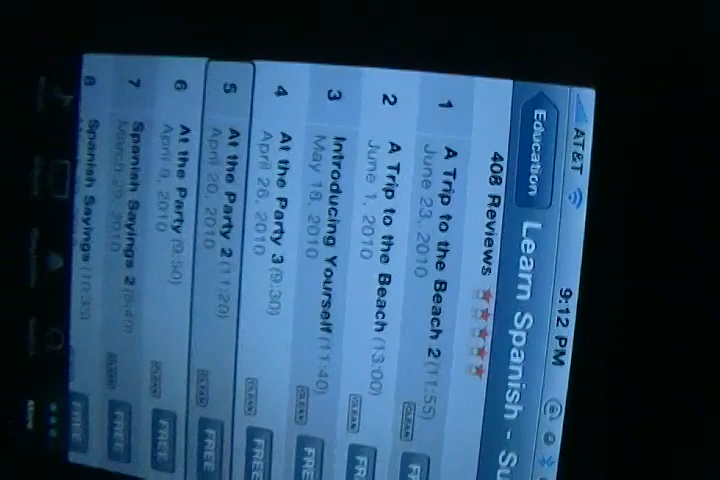 AT&T 9:12 PM
Education Learn Spanish - Su
408 Reviews
1 A Trip to the Beach 2 (11:55)
June 23, 2010 CLEAN FR
2 A Trip to the Beach (13:00)
June 1, 2010 CLEAN FR
3 Introducing Yourself (11:40)
May 18, 2010 CLEAN FREE
4 At the Party 3 (9:30)
April 26, 2010 CLEAN FREE
5 At the Party 2 (11:20)
April 20, 2010 CLEAN FREE
6 At the Party (9:50)
April 9, 2010 CLEAN FREE
7 Spanish Sayings 2
2010 CLEAN FREE
8 Spanish Sayings
FREE